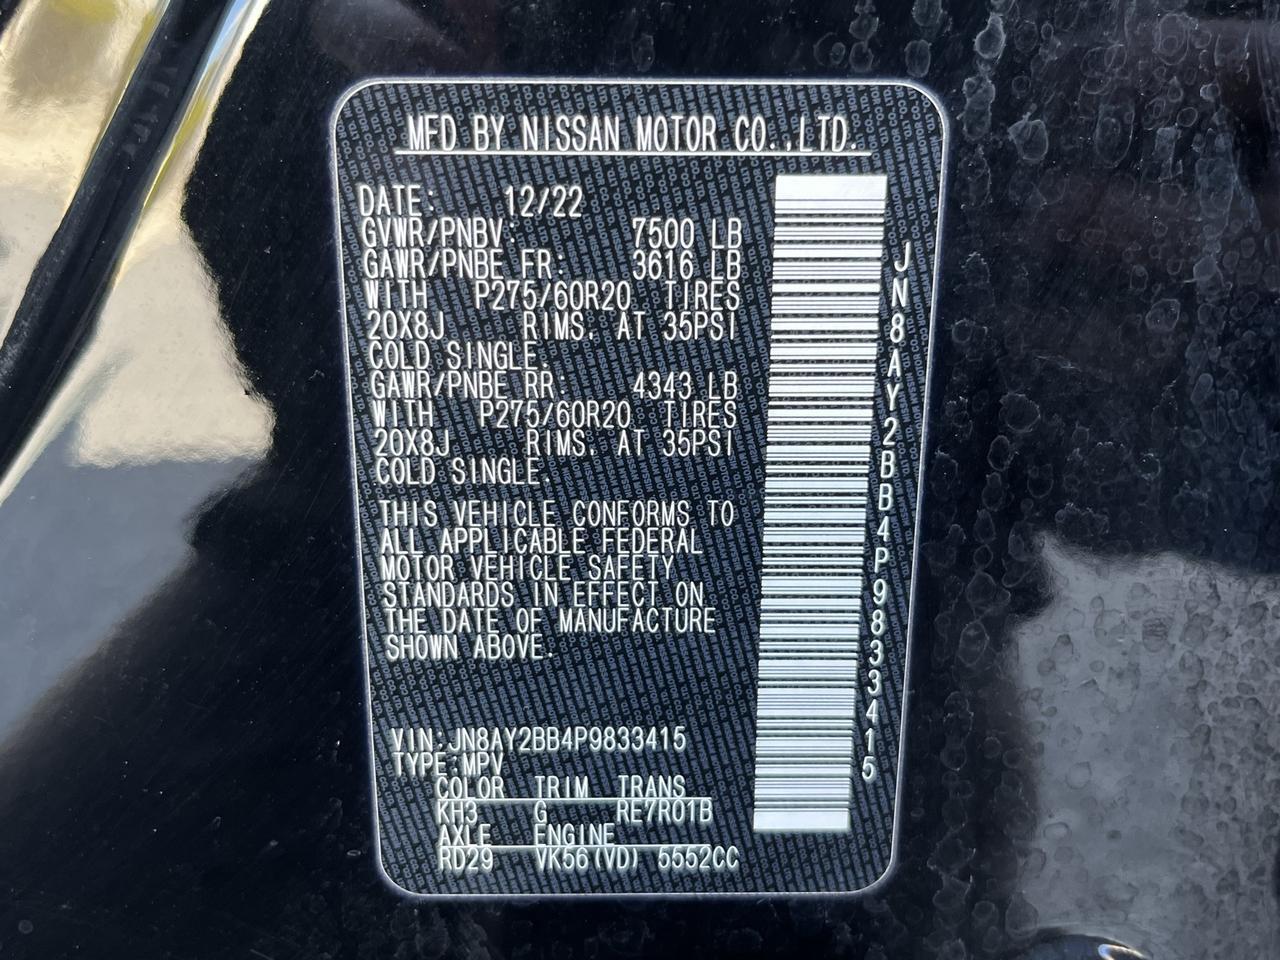 MFD BY NISSAN MOTOR CO.,LTD.
DATE: 12/22
GVWR/PNBV: 7500 LB
GAWR/PNBE FR: 3616 LB
WITH P275/60R20 TIRES
20X8J RIMS. AT 35PSI
COLD SINGLE.
GAWR/PNBE RR: 4343 LB
WITH P275/60R20 TIRES
20X8J RIMS. AT 35PSI
COLD SINGLE.
THIS VEHICLE CONFORMS TO
ALL APPLICABLE FEDERAL
MOTOR VEHICLE SAFETY
STANDARDS IN EFFECT ON
THE DATE OF MANUFACTURE
SHOWN ABOVE.
VIN:JN8AY2BB4P9833415
TYPE:MPV
COLOR TRIM TRANS
KH3 G RE7R01B
AXLE ENGINE
RD29 VK56(VD) 5552CC
JN8AY2BB4P9833415